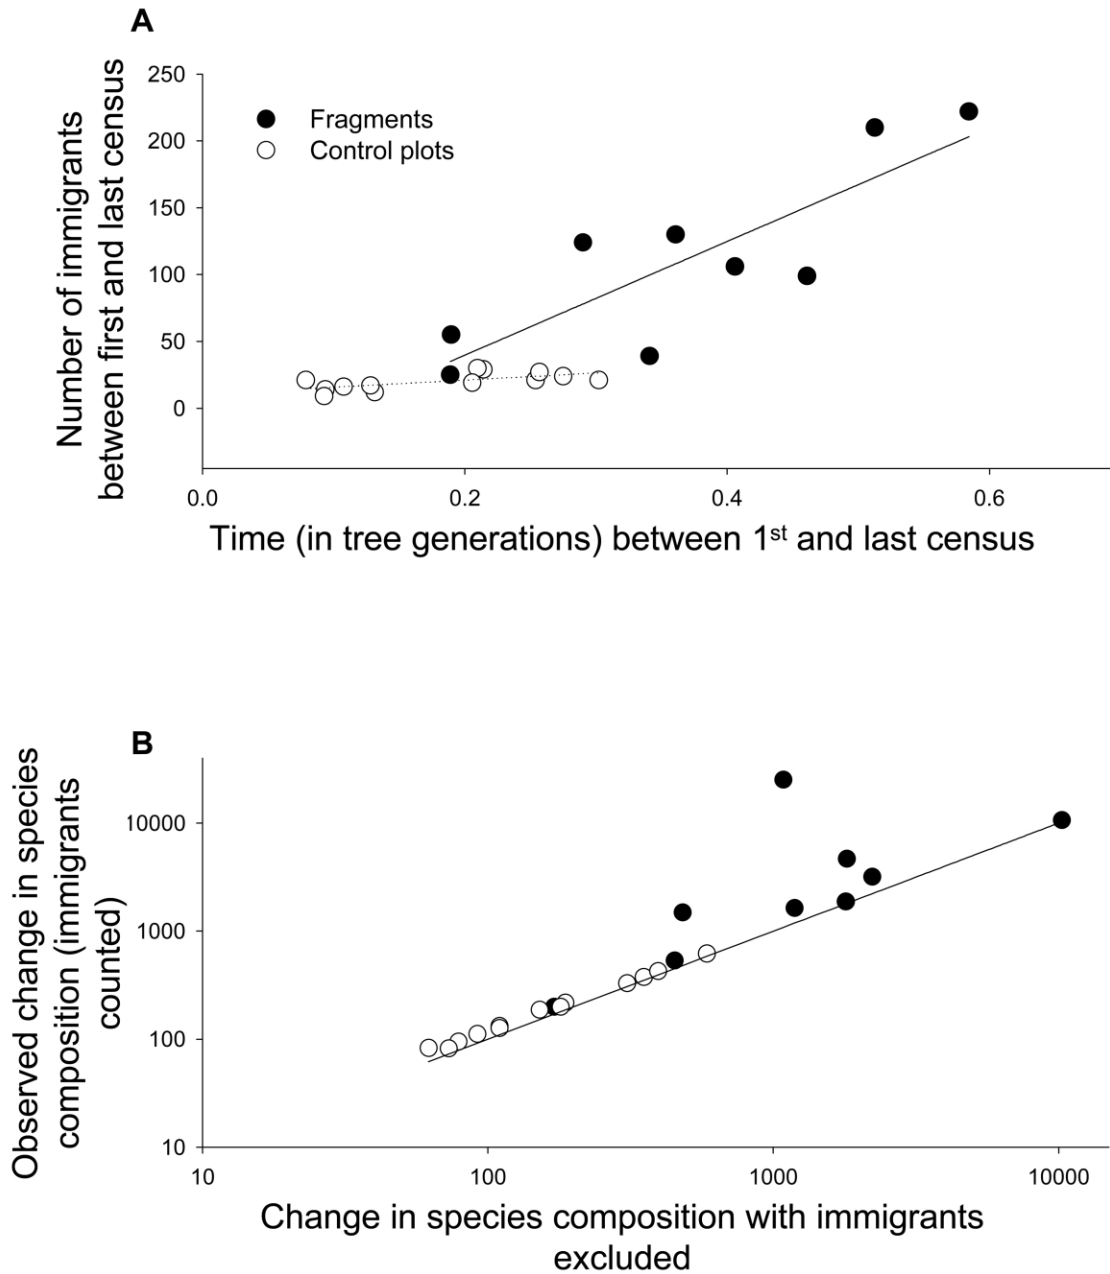 A
Number of immigrants
between first and last census
250
200
150
100
50
0
Fragments
Control plots
0.0 0.2 0.4 0.6
Time (in tree generations) between 1st and last census
B
Observed change in species
composition (immigrants
counted)
10000
1000
100
10
10 100 1000 10000
Change in species composition with immigrants
excluded